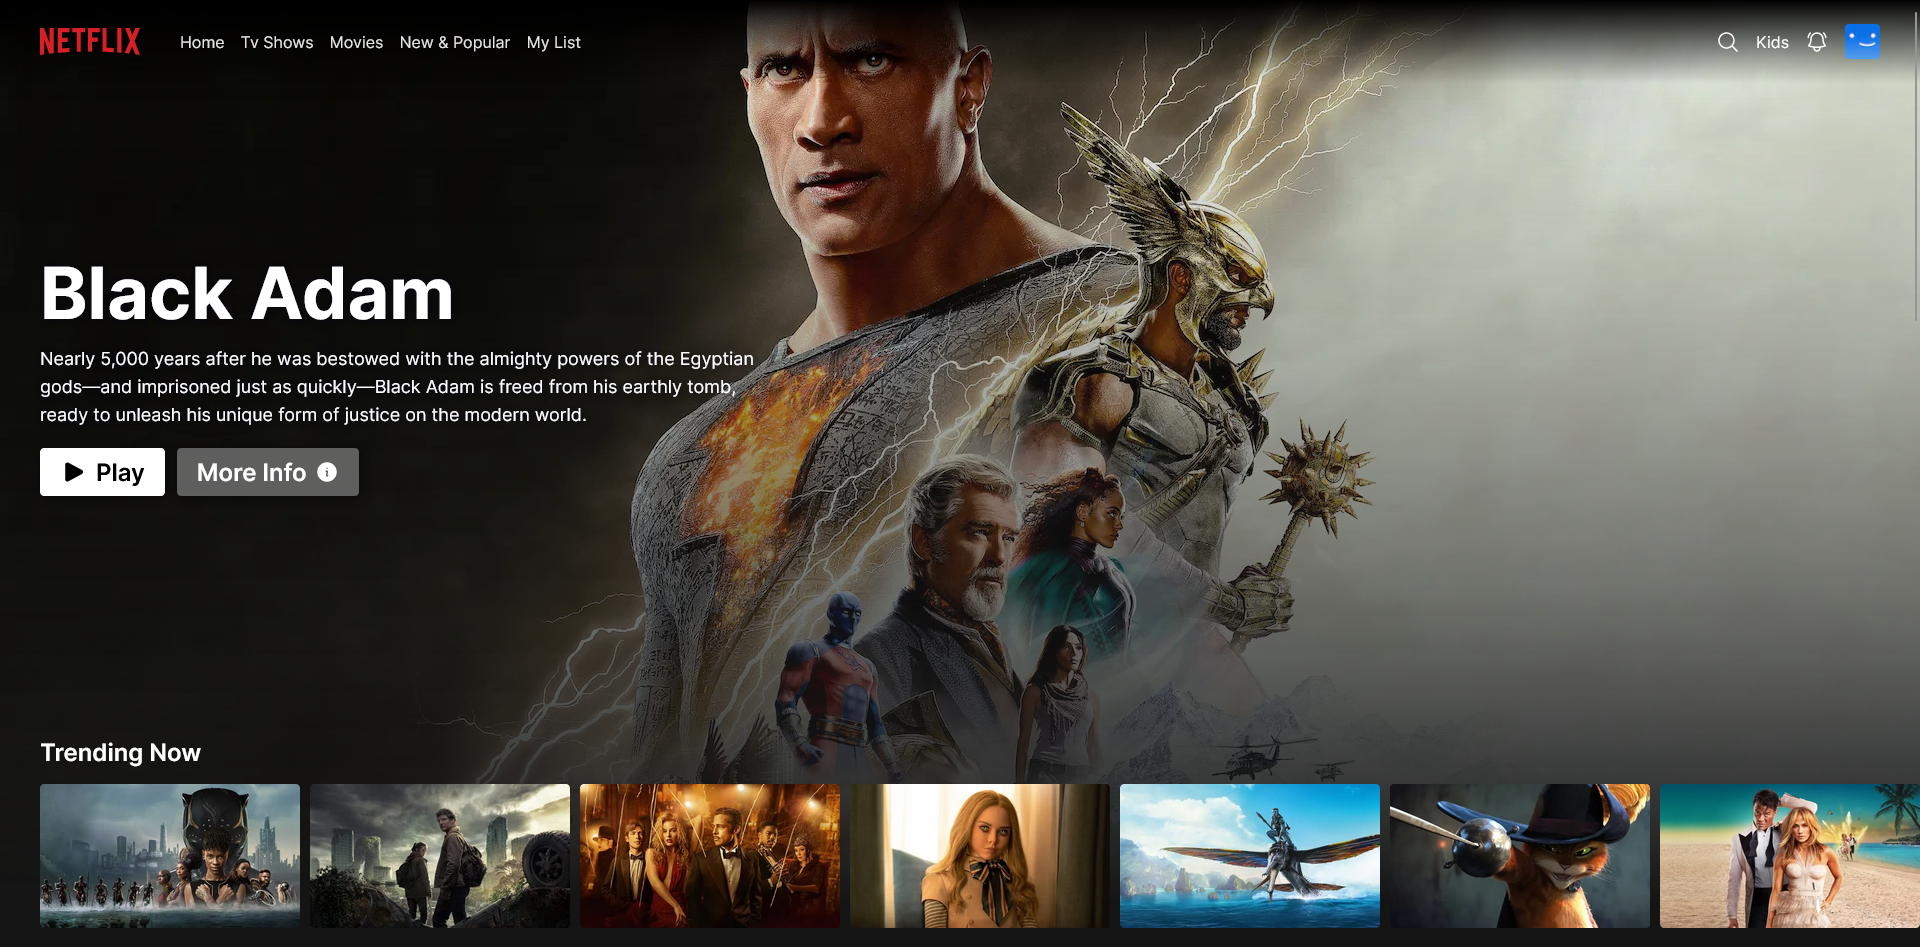 NETFLIX
Home
Tv Shows
Movies
New & Popular
My List
Kids
Black Adam
Nearly 5,000 years after he was bestowed with the almighty powers of the Egyptian
gods—and imprisoned just as quickly—Black Adam is freed from his earthly tomb,
ready to unleash his unique form of justice on the modern world.
Play
More Info
Trending Now